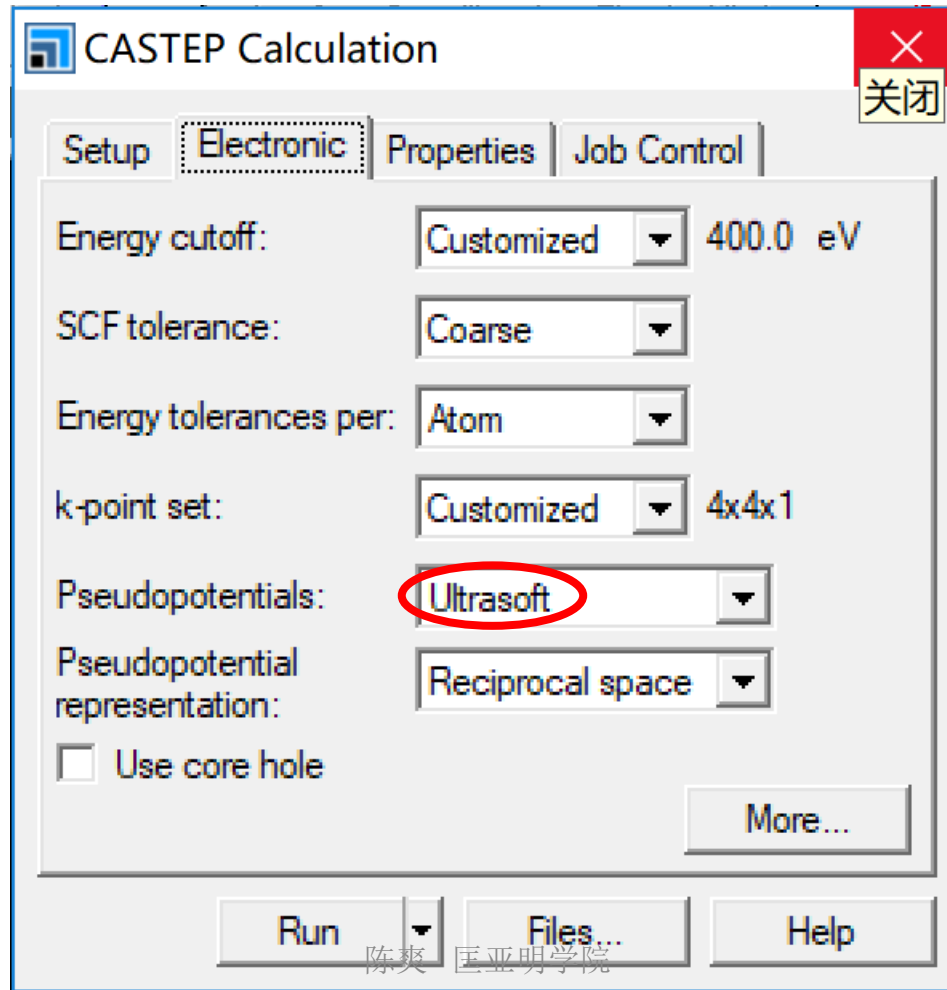 CASTEP Calculation
关闭
Setup Electronic Properties Job Control
Energy cutoff: Customized 400.0 eV
SCF tolerance: Coarse
Energy tolerances per: Atom
k-point set: Customized 4x4x1
Pseudopotentials: Ultrasoft
Pseudopotential
representation: Reciprocal space
Use core hole
More...
Run Files... Help
陈爽 匡亚明学院